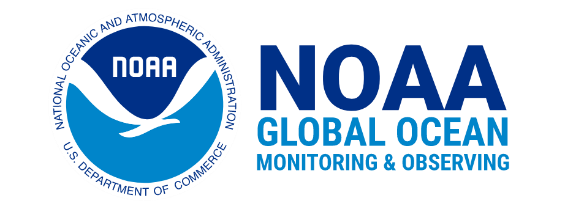 NATIONAL OCEANIC AND ATMOSPHERIC ADMINISTRATION
U.S. DEPARTMENT OF COMMERCE
NOAA
NOAA
GLOBAL OCEAN
MONITORING & OBSERVING